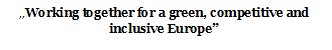 „Working together for a green, competitive and
inclusive Europe”